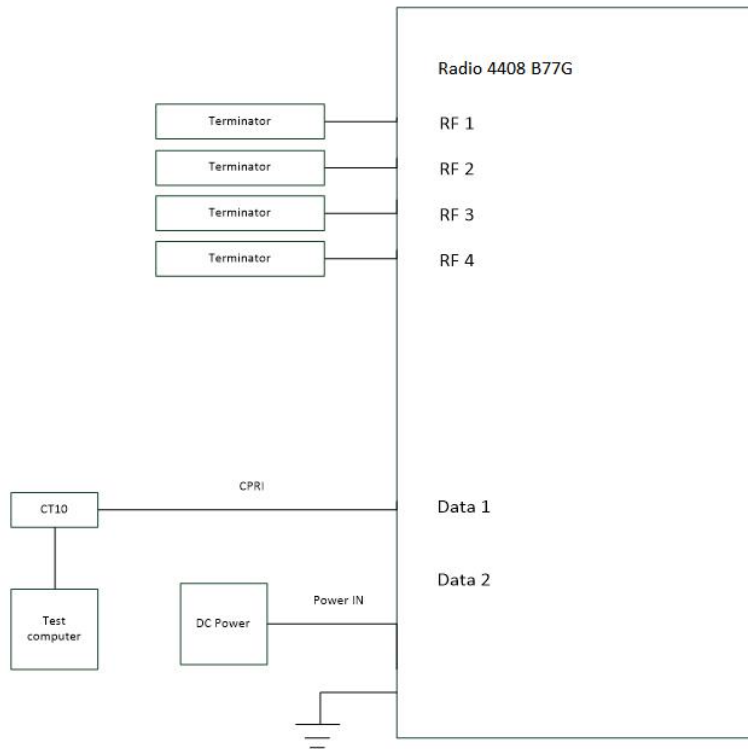 Radio 4408 B77G
Terminator
RF 1
Terminator
RF 2
Terminator
RF 3
Terminator
RF 4
CPRI
CT10
Data 1
Data 2
Power IN
Test
computer
DC Power